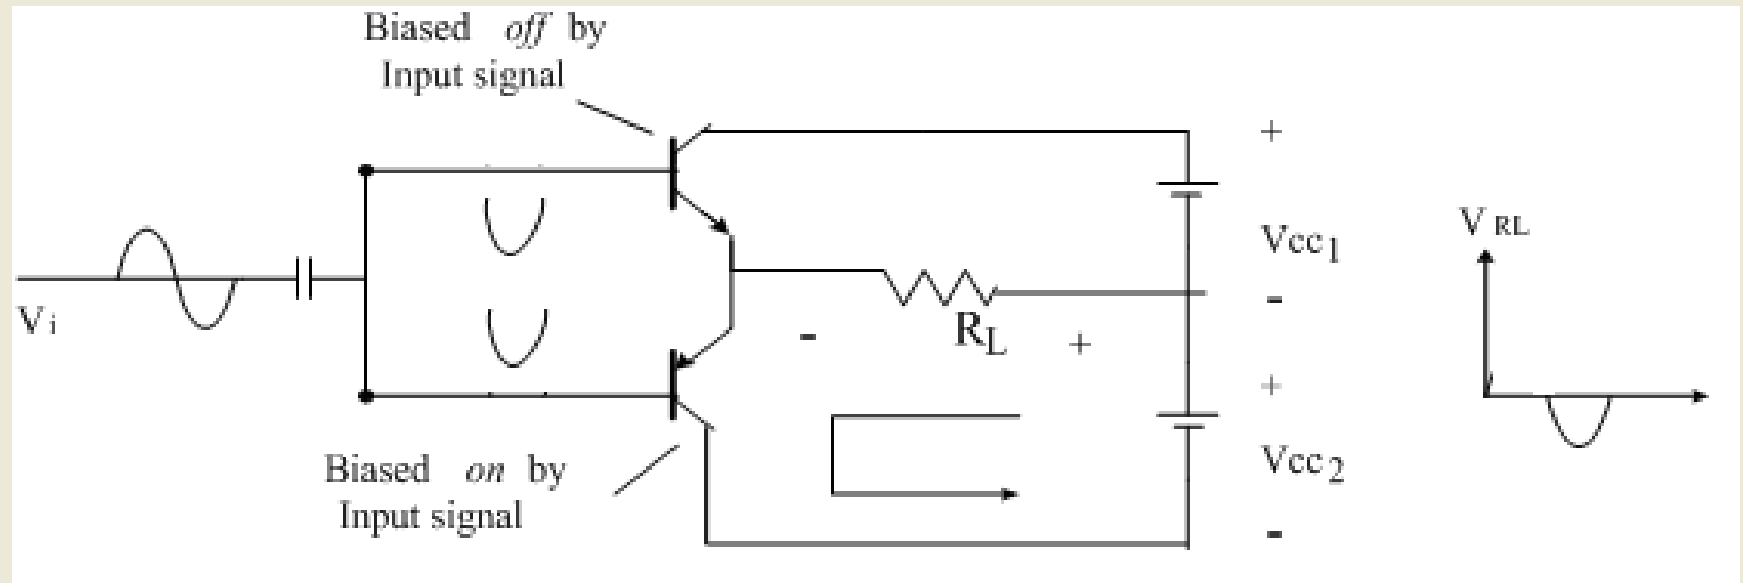 Biased off by
Input signal
+
Vcc1
-
V RL
Vi
RL
-
+
+
Vcc2
-
Biased on by
Input signal